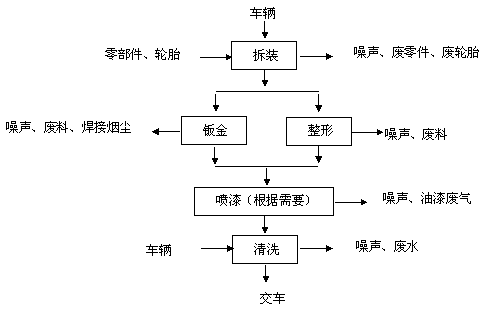 车辆
零部件、轮胎
拆装
噪声、废零件、废轮胎
噪声、废料、焊接烟尘
钣金
整形
噪声、废料
喷漆（根据需要）
噪声、油漆废气
车辆
清洗
噪声、废水
交车